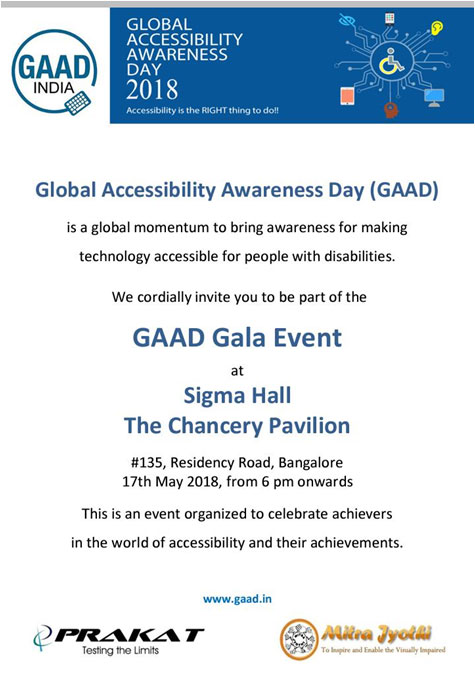 GAAD
INDIA
GLOBAL
ACCESSIBILITY
AWARENESS
DAY
2018
Accessibility is the RIGHT thing to do!!
Global Accessibility Awareness Day (GAAD)
is a global momentum to bring awareness for making
technology accessible for people with disabilities.
We cordially invite you to be part of the
GAAD Gala Event
at
Sigma Hall
The Chancery Pavilion
#135, Residency Road, Bangalore
17th May 2018, from 6 pm onwards
This is an event organized to celebrate achievers
in the world of accessibility and their achievements.
www.gaad.in
PRAKAT
Testing the Limits
Mitra Jyothi
To Inspire and Enable the Visually Impaired